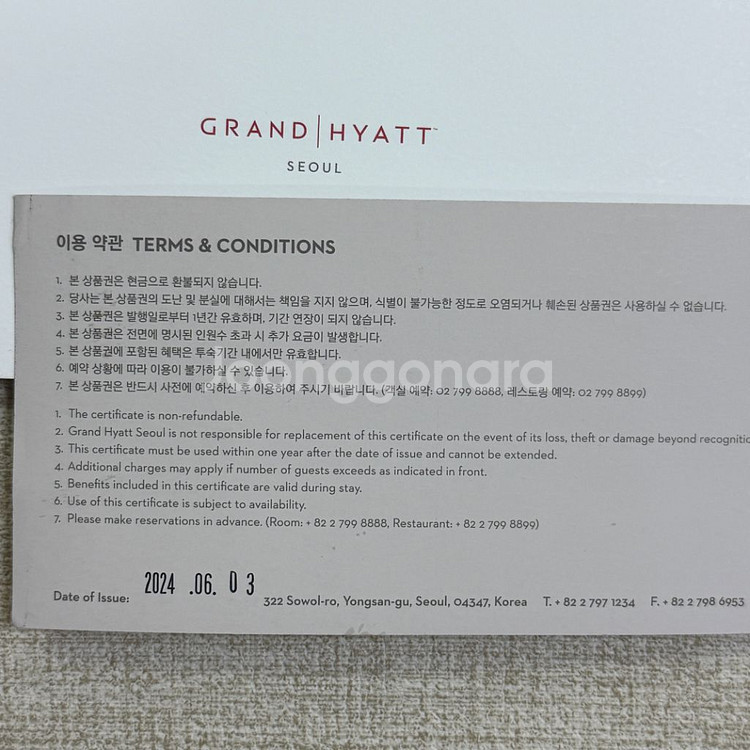 GRAND | HYATT™
SEOUL
이용 약관 TERMS & CONDITIONS
1. 본 상품권은 현금으로 환불되지 않습니다.
2. 당사는 본 상품권의 도난 및 분실에 대해서는 책임을 지지 않으며, 식별이 불가능한 정도로 오염되거나 훼손된 상품권은 사용하실 수 없습니다.
3. 본 상품권은 발행일로부터 1년간 유효하며, 기간 연장이 되지 않습니다.
4. 본 상품권은 전면에 명시된 인원수 초과 시 추가 요금이 발생합니다.
5. 본 상품권에 포함된 혜택은 투숙기간 내에서만 유효합니다.
6. 예약 상황에 따라 이용이 불가하실 수 있습니다.
Joonggonara
7. 본 상품권은 반드시 사전에 예약하신 후 이용하여 주시기 바랍니다. (객실 예약: 02 799 8888, 레스토랑 예약: 02 799 8899)
1. The certificate is non-refundable.
2. Grand Hyatt Seoul is not responsible for replacement of this certificate on the event of its loss, theft or damage beyond recognitio
3. This certificate must be used within one year after the date of issue and cannot be extended.
4. Additional charges may apply if number of guests exceeds as indicated in front.
5. Benefits included in this certificate are valid during stay.
6. Use of this certificate is subject to availability.
7. Please make reservations in advance. (Room: + 82 2 799 8888, Restaurant: + 82 2 799 8899)
Date of Issue: 2024 .06. 03 322 Sowol-ro, Yongsan-gu, Seoul, 04347, Korea T. + 82 2 797 1234 F. + 82 2 798 6953